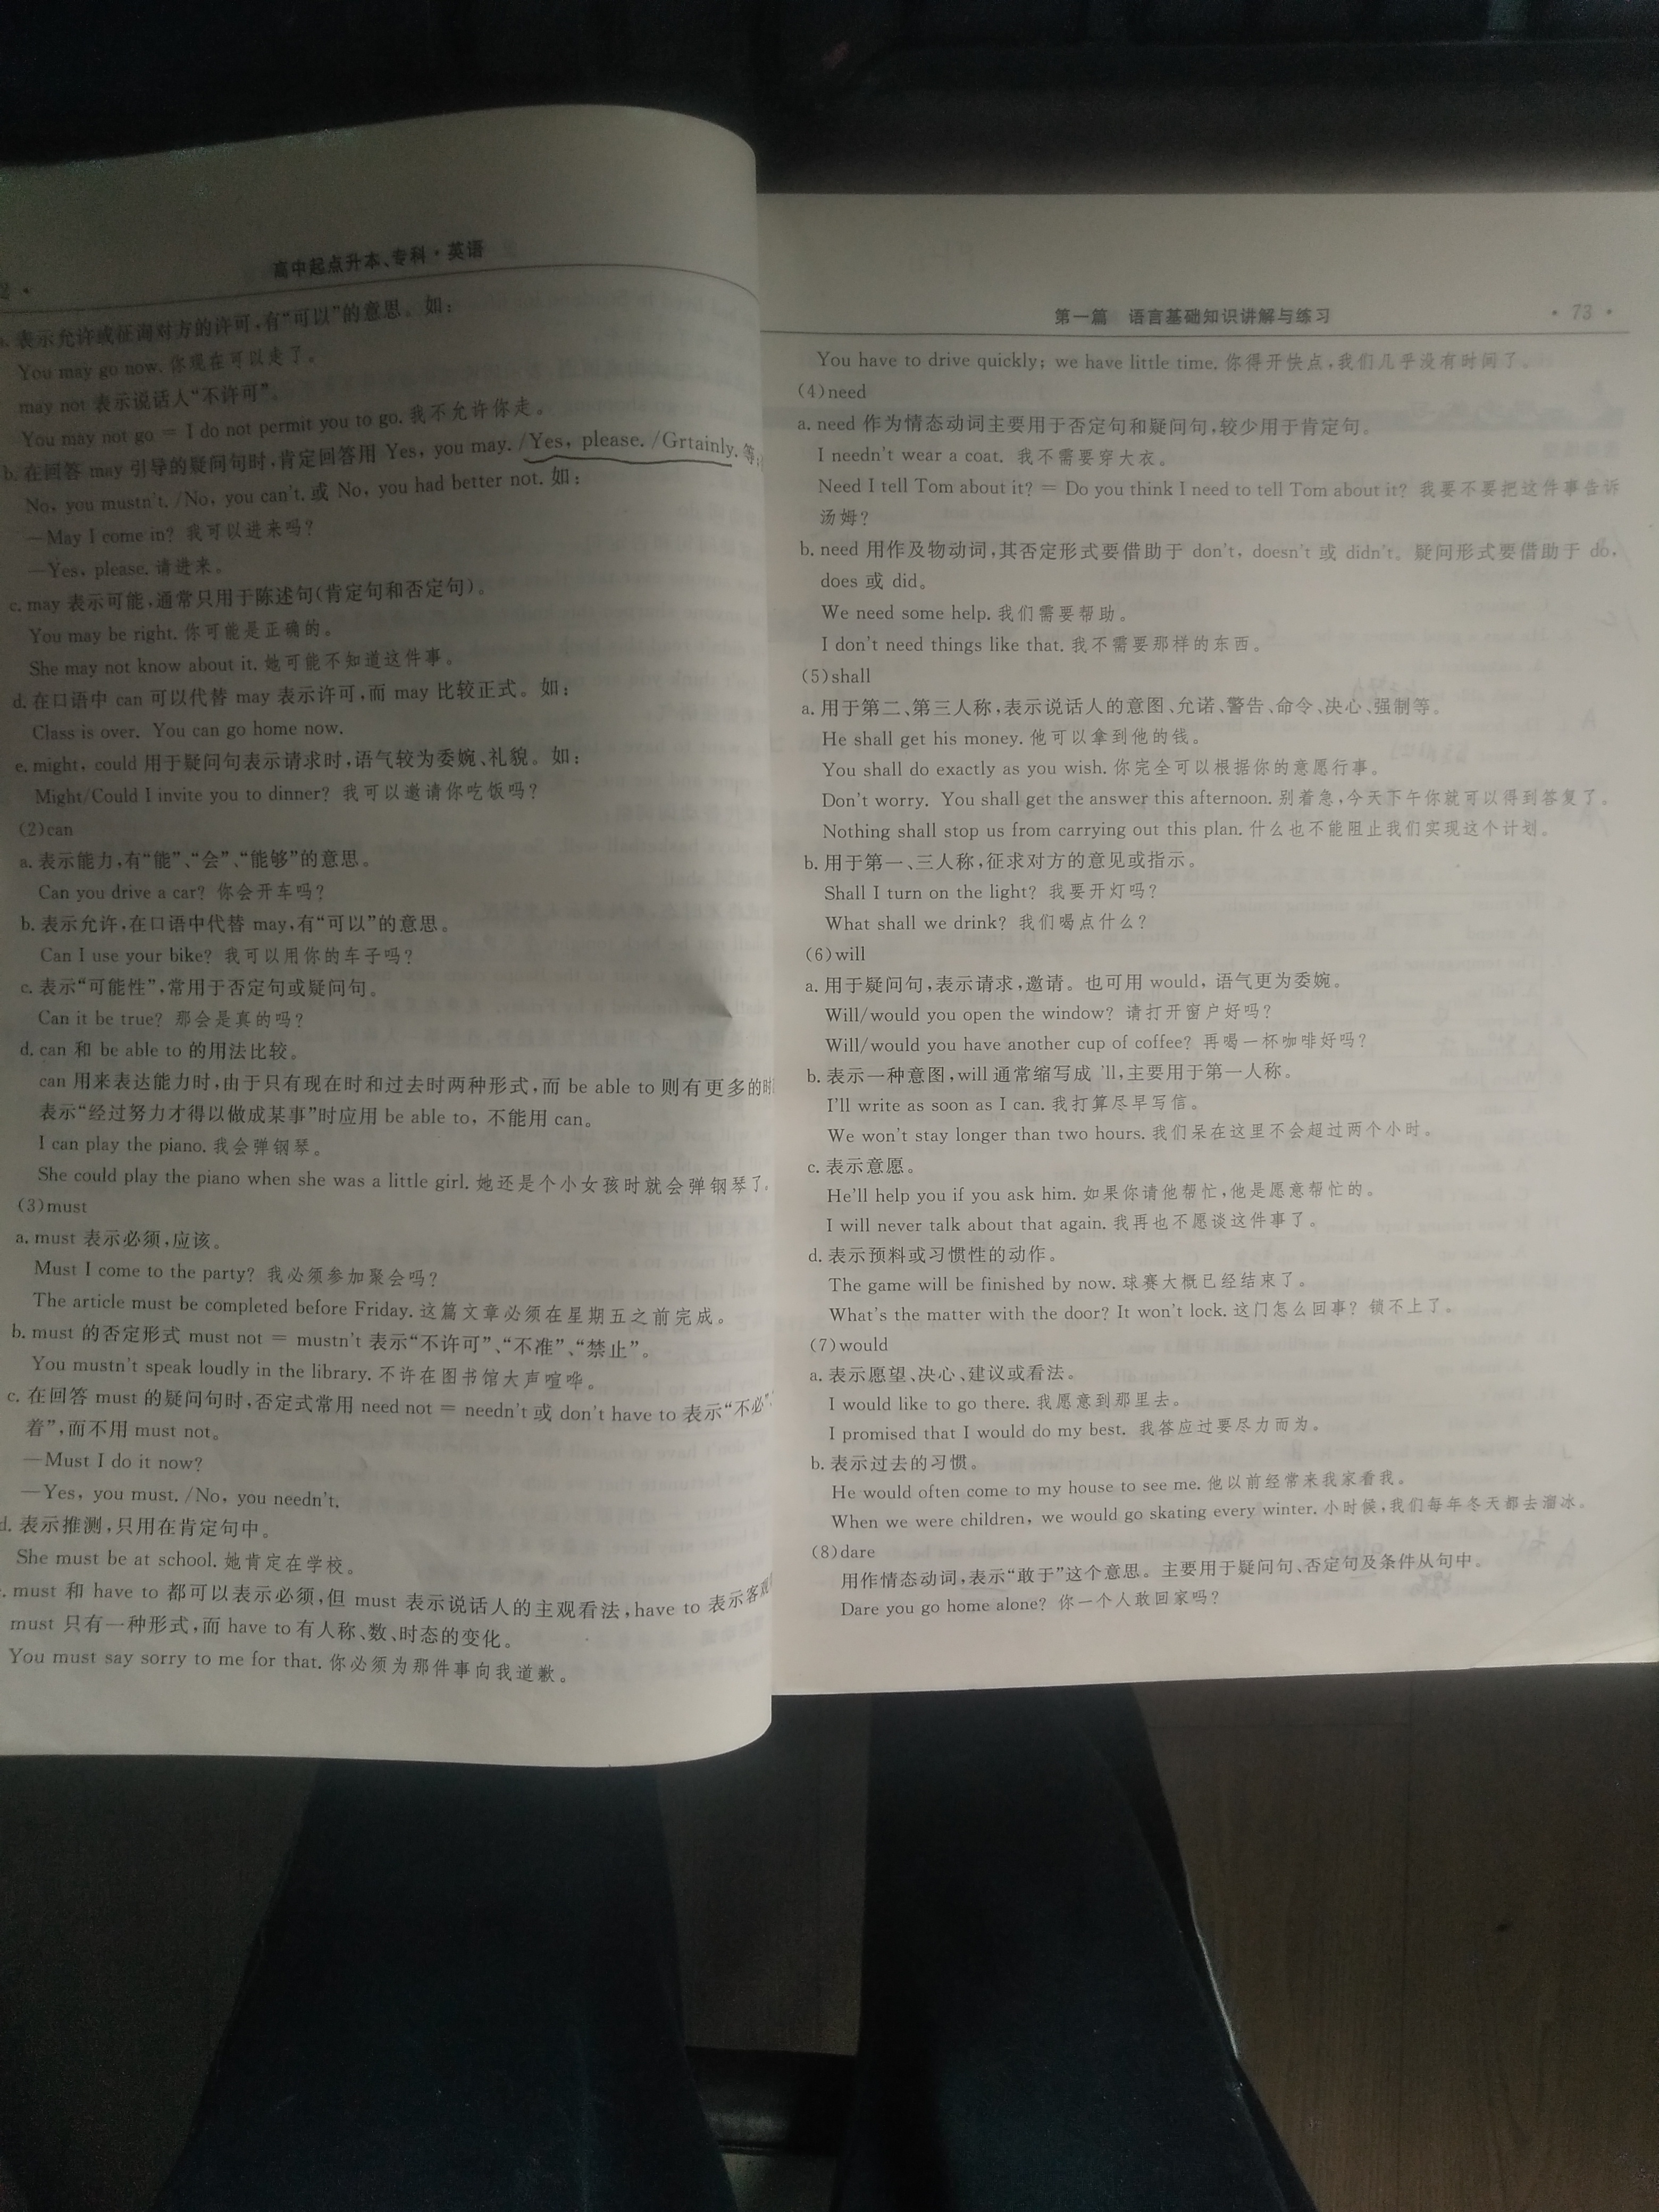 高中起点升本、专科·英语
a. 表示允许或征询对方的许可,有“可以”的意思。如:
You may go now. 你现在可以走了。
may not 表示说话人“不许可”。
You may not go = I do not permit you to go. 我不允许你走。
b. 在回答 may 引导的疑问句时,肯定回答用 Yes, you may. /Yes, please. /Grtainly. 等;
No, you mustn't. /No, you can't. 或 No, you had better not. 如:
—May I come in? 我可以进来吗?
—Yes, please. 请进来。
c. may 表示可能,通常只用于陈述句(肯定句和否定句)。
You may be right. 你可能是正确的。
She may not know about it. 她可能不知道这件事。
d. 在口语中 can 可以代替 may 表示许可,而 may 比较正式。如:
Class is over. You can go home now.
e. might, could 用于疑问句表示请求时,语气较为委婉、礼貌。如:
Might/Could I invite you to dinner? 我可以邀请你吃饭吗?
(2)can
a. 表示能力,有“能”、“会”、“能够”的意思。
Can you drive a car? 你会开车吗?
b. 表示允许,在口语中代替 may,有“可以”的意思。
Can I use your bike? 我可以用你的车子吗?
c. 表示“可能性”,常用于否定句或疑问句。
Can it be true? 那会是真的吗?
d. can 和 be able to 的用法比较。
can 用来表达能力时,由于只有现在时和过去时两种形式,而 be able to 则有更多的时
表示“经过努力才得以做成某事”时应用 be able to, 不能用 can。
I can play the piano. 我会弹钢琴。
She could play the piano when she was a little girl. 她还是个小女孩时就会弹钢琴了。
(3)must
a. must 表示必须,应该。
Must I come to the party? 我必须参加聚会吗?
The article must be completed before Friday. 这篇文章必须在星期五之前完成。
b. must 的否定形式 must not = mustn't 表示“不许可”、“不准”、“禁止”。
You mustn't speak loudly in the library. 不许在图书馆大声喧哗。
c. 在回答 must 的疑问句时,否定式常用 need not = needn't 或 don't have to 表示“不必”
着”,而不用 must not。
—Must I do it now?
—Yes, you must. /No, you needn't.
d. 表示推测,只用在肯定句中。
She must be at school. 她肯定在学校。
. must 和 have to 都可以表示必须,但 must 表示说话人的主观看法,have to 表示客观
must 只有一种形式,而 have to 有人称、数、时态的变化。
You must say sorry to me for that. 你必须为那件事向我道歉。
第一篇 语言基础知识讲解与练习 · 73 ·
You have to drive quickly; we have little time. 你得开快点,我们几乎没有时间了。
(4)need
a. need 作为情态动词主要用于否定句和疑问句,较少用于肯定句。
I needn't wear a coat. 我不需要穿大衣。
Need I tell Tom about it? = Do you think I need to tell Tom about it? 我要不要把这件事告诉
汤姆?
b. need 用作及物动词,其否定形式要借助于 don't, doesn't 或 didn't。疑问形式要借助于 do,
does 或 did。
We need some help. 我们需要帮助。
I don't need things like that. 我不需要那样的东西。
(5)shall
a. 用于第二、第三人称,表示说话人的意图、允诺、警告、命令、决心、强制等。
He shall get his money. 他可以拿到他的钱。
You shall do exactly as you wish. 你完全可以根据你的意愿行事。
Don't worry. You shall get the answer this afternoon. 别着急,今天下午你就可以得到答复了。
Nothing shall stop us from carrying out this plan. 什么也不能阻止我们实现这个计划。
b. 用于第一、三人称,征求对方的意见或指示。
Shall I turn on the light? 我要开灯吗?
What shall we drink? 我们喝点什么?
(6)will
a. 用于疑问句,表示请求,邀请。也可用 would, 语气更为委婉。
Will/would you open the window? 请打开窗户好吗?
Will/would you have another cup of coffee? 再喝一杯咖啡好吗?
b. 表示一种意图,will 通常缩写成 'll,主要用于第一人称。
I'll write as soon as I can. 我打算尽早写信。
We won't stay longer than two hours. 我们呆在这里不会超过两个小时。
c. 表示意愿。
He'll help you if you ask him. 如果你请他帮忙,他是愿意帮忙的。
I will never talk about that again. 我再也不愿谈这件事了。
d. 表示预料或习惯性的动作。
The game will be finished by now. 球赛大概已经结束了。
What's the matter with the door? It won't lock. 这门怎么回事? 锁不上了。
(7)would
a. 表示愿望、决心、建议或看法。
I would like to go there. 我愿意到那里去。
I promised that I would do my best. 我答应过要尽力而为。
b. 表示过去的习惯。
He would often come to my house to see me. 他以前经常来我家看我。
When we were children, we would go skating every winter. 小时候,我们每年冬天都去溜冰。
(8)dare
用作情态动词,表示“敢于”这个意思。主要用于疑问句、否定句及条件从句中。
Dare you go home alone? 你一个人敢回家吗?